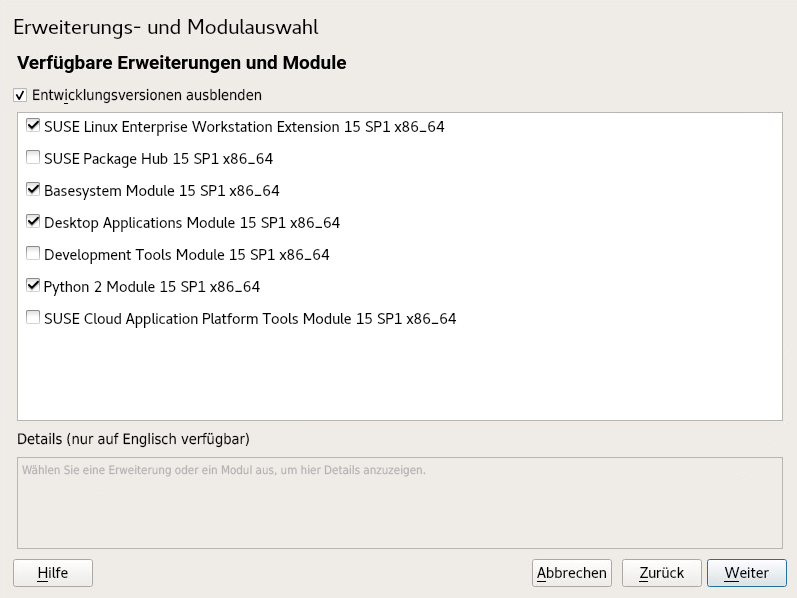 Erweiterungs- und Modulauswahl
Verfügbare Erweiterungen und Module
Entwicklungsversionen ausblenden
SUSE Linux Enterprise Workstation Extension 15 SP1 x86_64
SUSE Package Hub 15 SP1 x86_64
Basesystem Module 15 SP1 x86_64
Desktop Applications Module 15 SP1 x86_64
Development Tools Module 15 SP1 x86_64
Python 2 Module 15 SP1 x86_64
SUSE Cloud Application Platform Tools Module 15 SP1 x86_64
Details (nur auf Englisch verfügbar)
Wählen Sie eine Erweiterung oder ein Modul aus, um hier Details anzuzeigen.
Hilfe Abbrechen Zurück Weiter